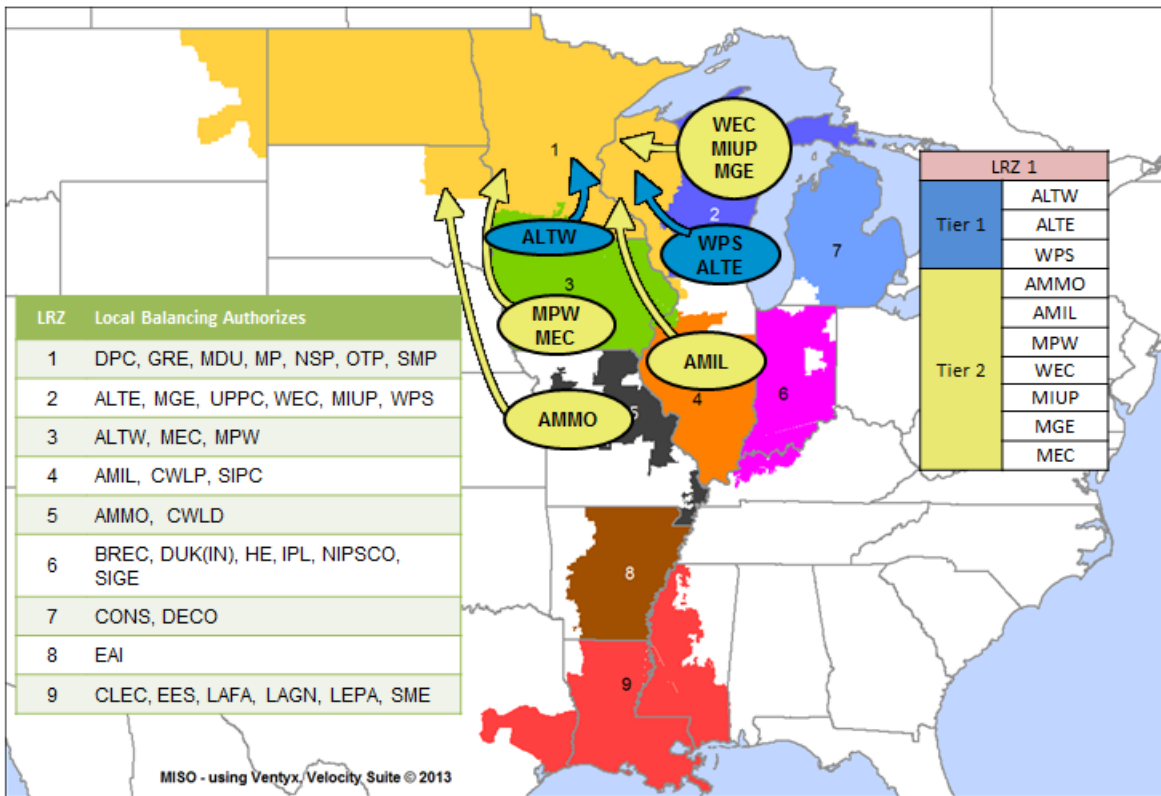 WEC
MIUP
MGE
1
2
ALTW
WPS
ALTE
7
3
MPW
MEC
AMIL
4
6
AMMO
5
8
9
LRZ 1
Tier 1
ALTW
ALTE
WPS
Tier 2
AMMO
AMIL
MPW
WEC
MIUP
MGE
MEC
LRZ Local Balancing Authorizes
1 DPC, GRE, MDU, MP, NSP, OTP, SMP
2 ALTE, MGE, UPPC, WEC, MIUP, WPS
3 ALTW, MEC, MPW
4 AMIL, CWLP, SIPC
5 AMMO, CWLD
6 BREC, DUK(IN), HE, IPL, NIPSCO,
SIGE
7 CONS, DECO
8 EAI
9 CLEC, EES, LAFA, LAGN, LEPA, SME
MISO - using Ventyx, Velocity Suite © 2013